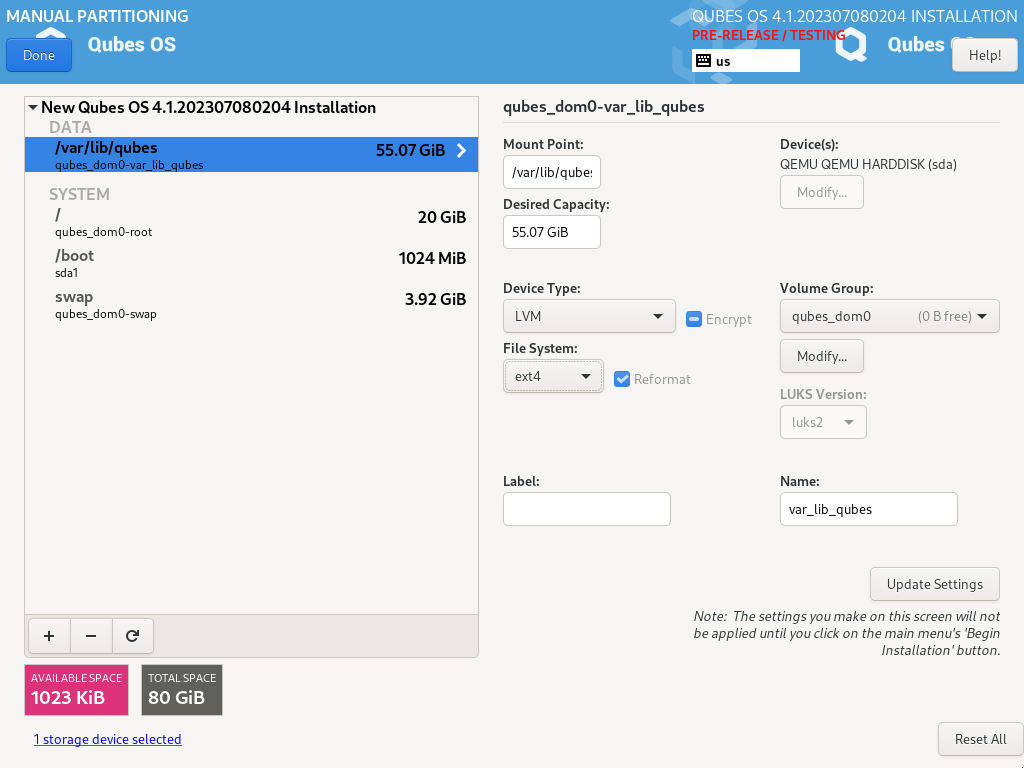 MANUAL PARTITIONING
QUBES OS 4.1.202307080204 INSTALLATION
PRE-RELEASE / TESTING
Done
Qubes OS
us
Qubes OS
Help!
New Qubes OS 4.1.202307080204 Installation
DATA
/var/lib/qubes
55.07 GiB
qubes_dom0-var_lib_qubes
SYSTEM
/
20 GiB
qubes_dom0-root
/boot
1024 MiB
sda1
swap
3.92 GiB
qubes_dom0-swap
+ −
AVAILABLE SPACE
1023 KiB
TOTAL SPACE
80 GiB
1 storage device selected
qubes_dom0-var_lib_qubes
Mount Point:
/var/lib/qubes
Device(s):
QEMU QEMU HARDDISK (sda)
Modify...
Desired Capacity:
55.07 GiB
Device Type:
LVM
Encrypt
Volume Group:
qubes_dom0 (0 B free)
Modify...
File System:
ext4
Reformat
LUKS Version:
luks2
Label:
Name:
var_lib_qubes
Update Settings
Note: The settings you make on this screen will not
be applied until you click on the main menu's 'Begin
Installation' button.
Reset All